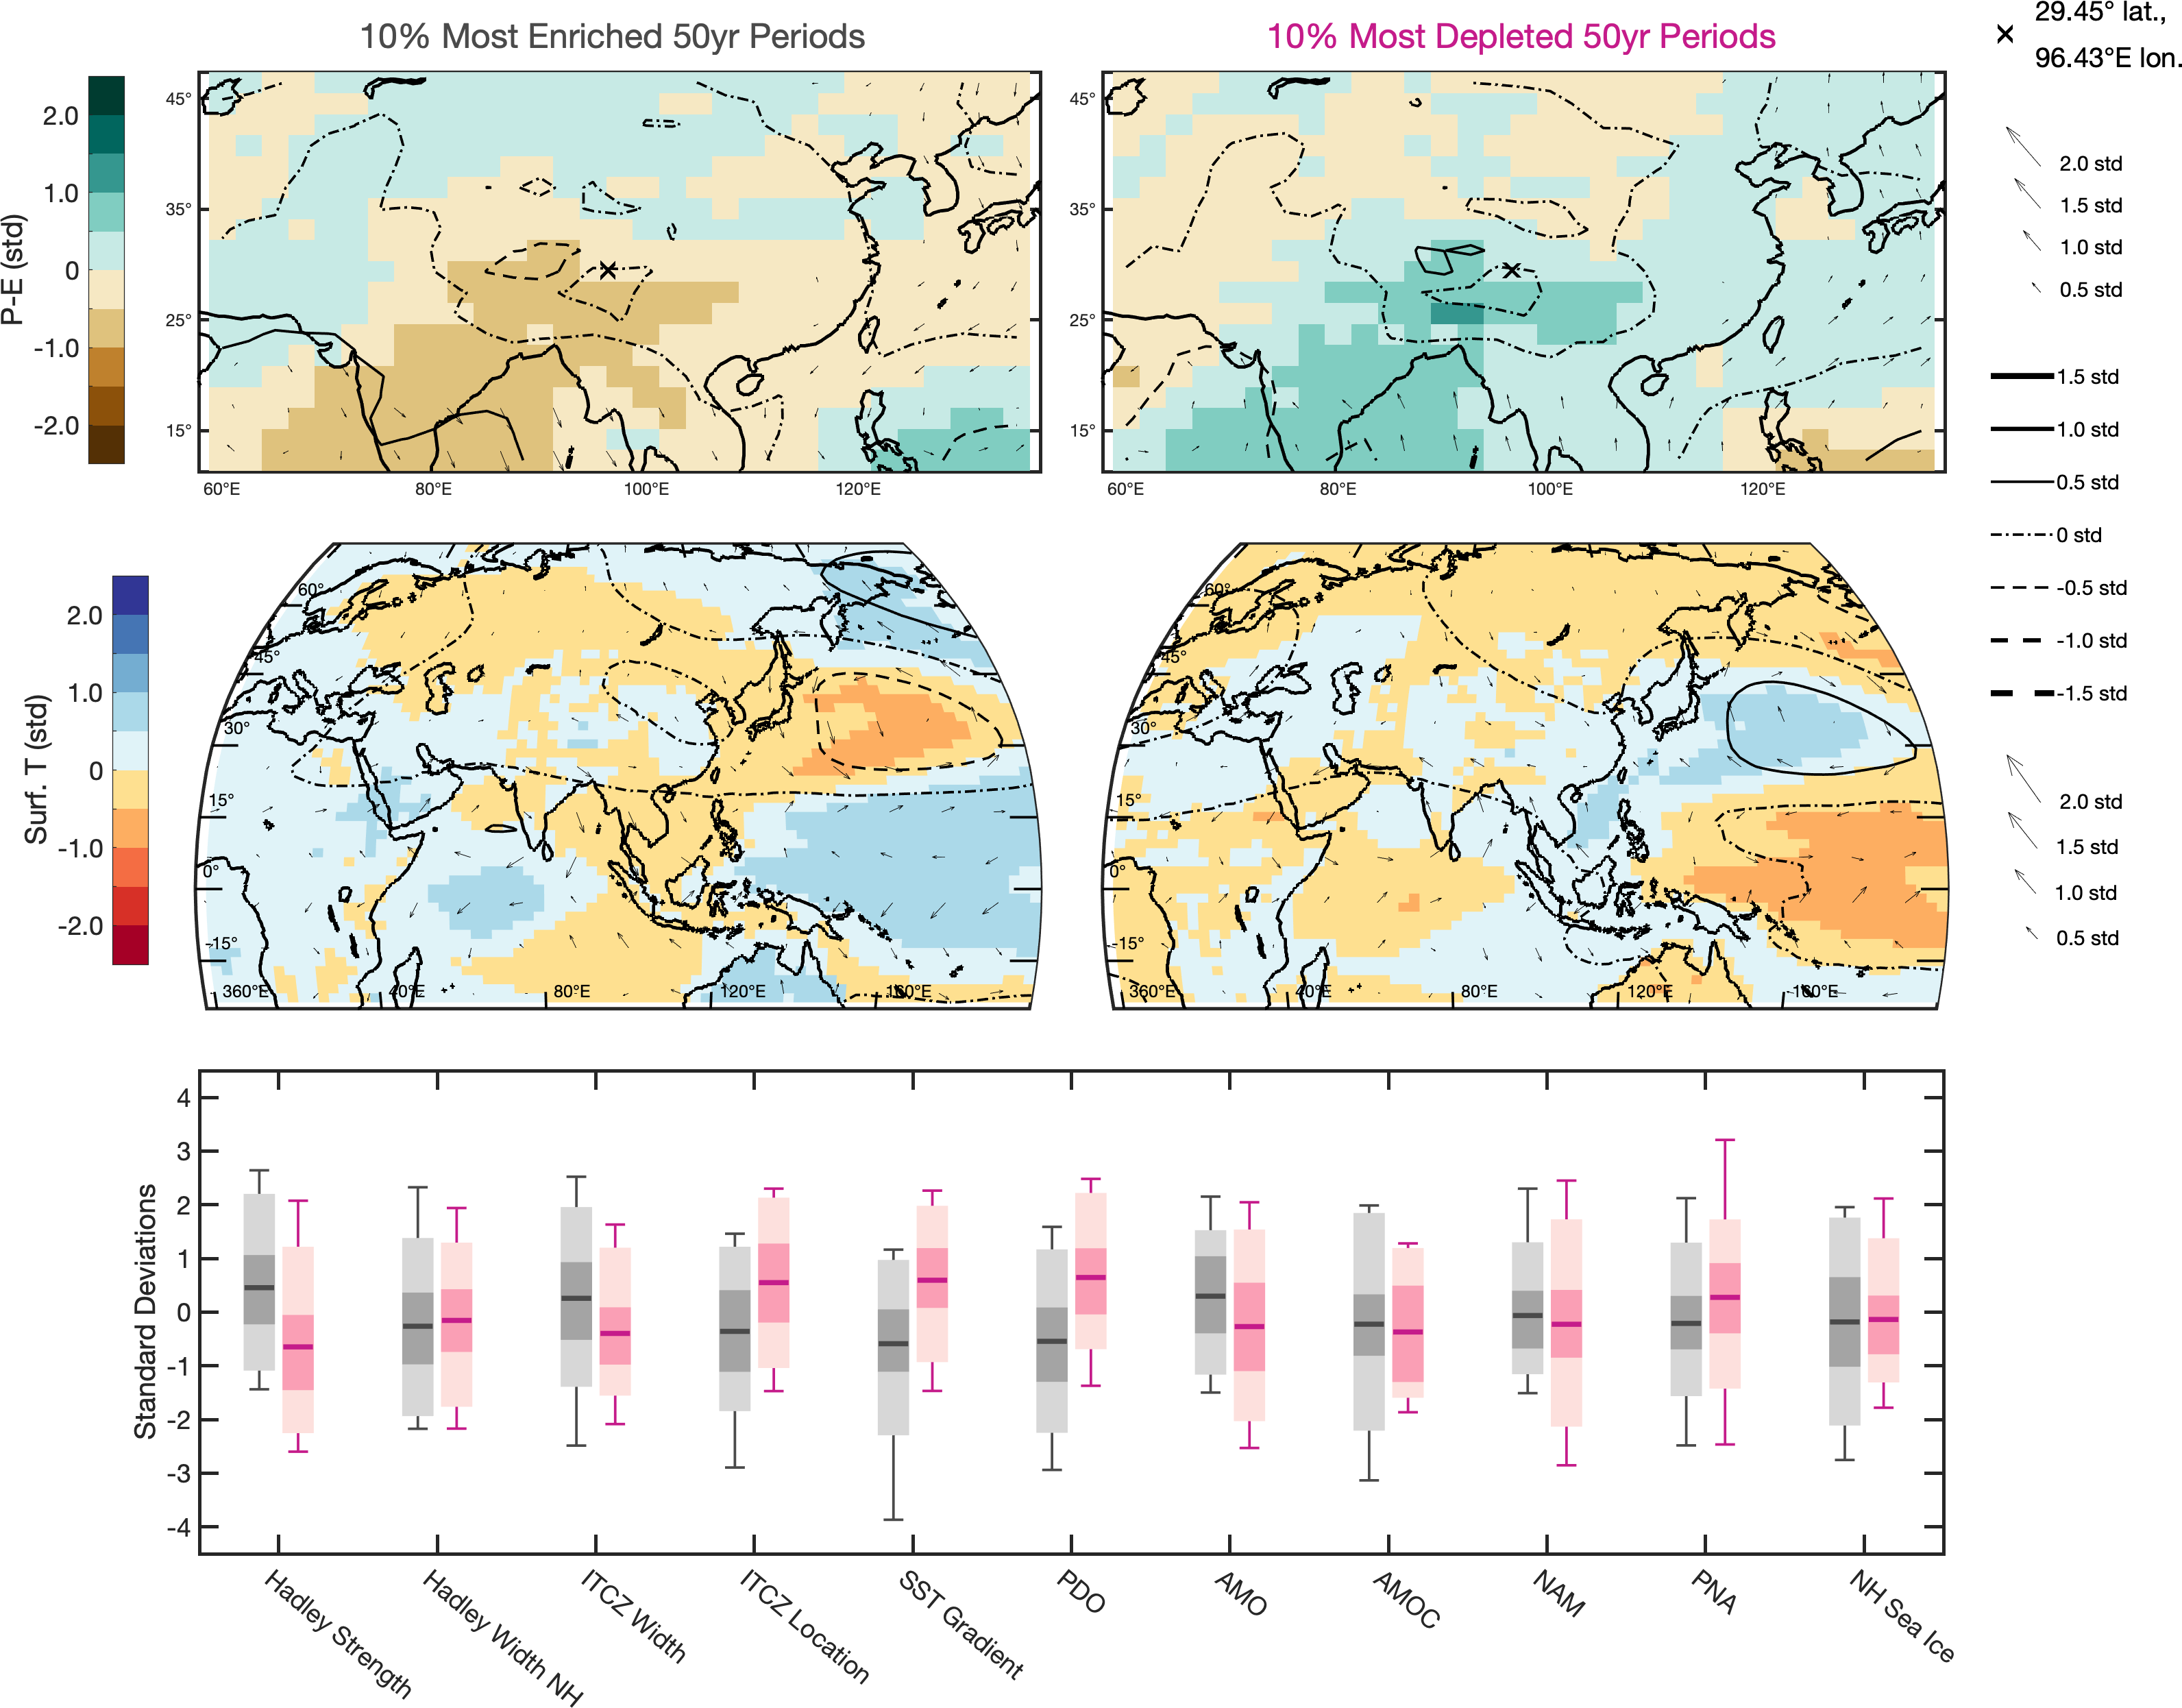 10% Most Enriched 50yr Periods
10% Most Depleted 50yr Periods
29.45° lat.,
96.43°E lon.
P-E (std)
2.0
1.0
0
-1.0
-2.0
45°
35°
25°
15°
60°E
80°E
100°E
120°E
45°
35°
25°
15°
60°E
80°E
100°E
120°E
2.0 std
1.5 std
1.0 std
0.5 std
1.5 std
1.0 std
0.5 std
0 std
-0.5 std
-1.0 std
-1.5 std
2.0 std
1.5 std
1.0 std
0.5 std
Surf. T (std)
2.0
1.0
0
-1.0
-2.0
60°
45°
30°
15°
0°
-15°
360°E
40°E
80°E
120°E
160°E
60°
45°
30°
15°
0°
-15°
360°E
40°E
80°E
120°E
160°E
Standard Deviations
4
3
2
1
0
-1
-2
-3
-4
Hadley Strength
Hadley Width NH
ITCZ Width
ITCZ Location
SST Gradient
PDO
AMO
AMOC
NAM
PNA
NH Sea Ice